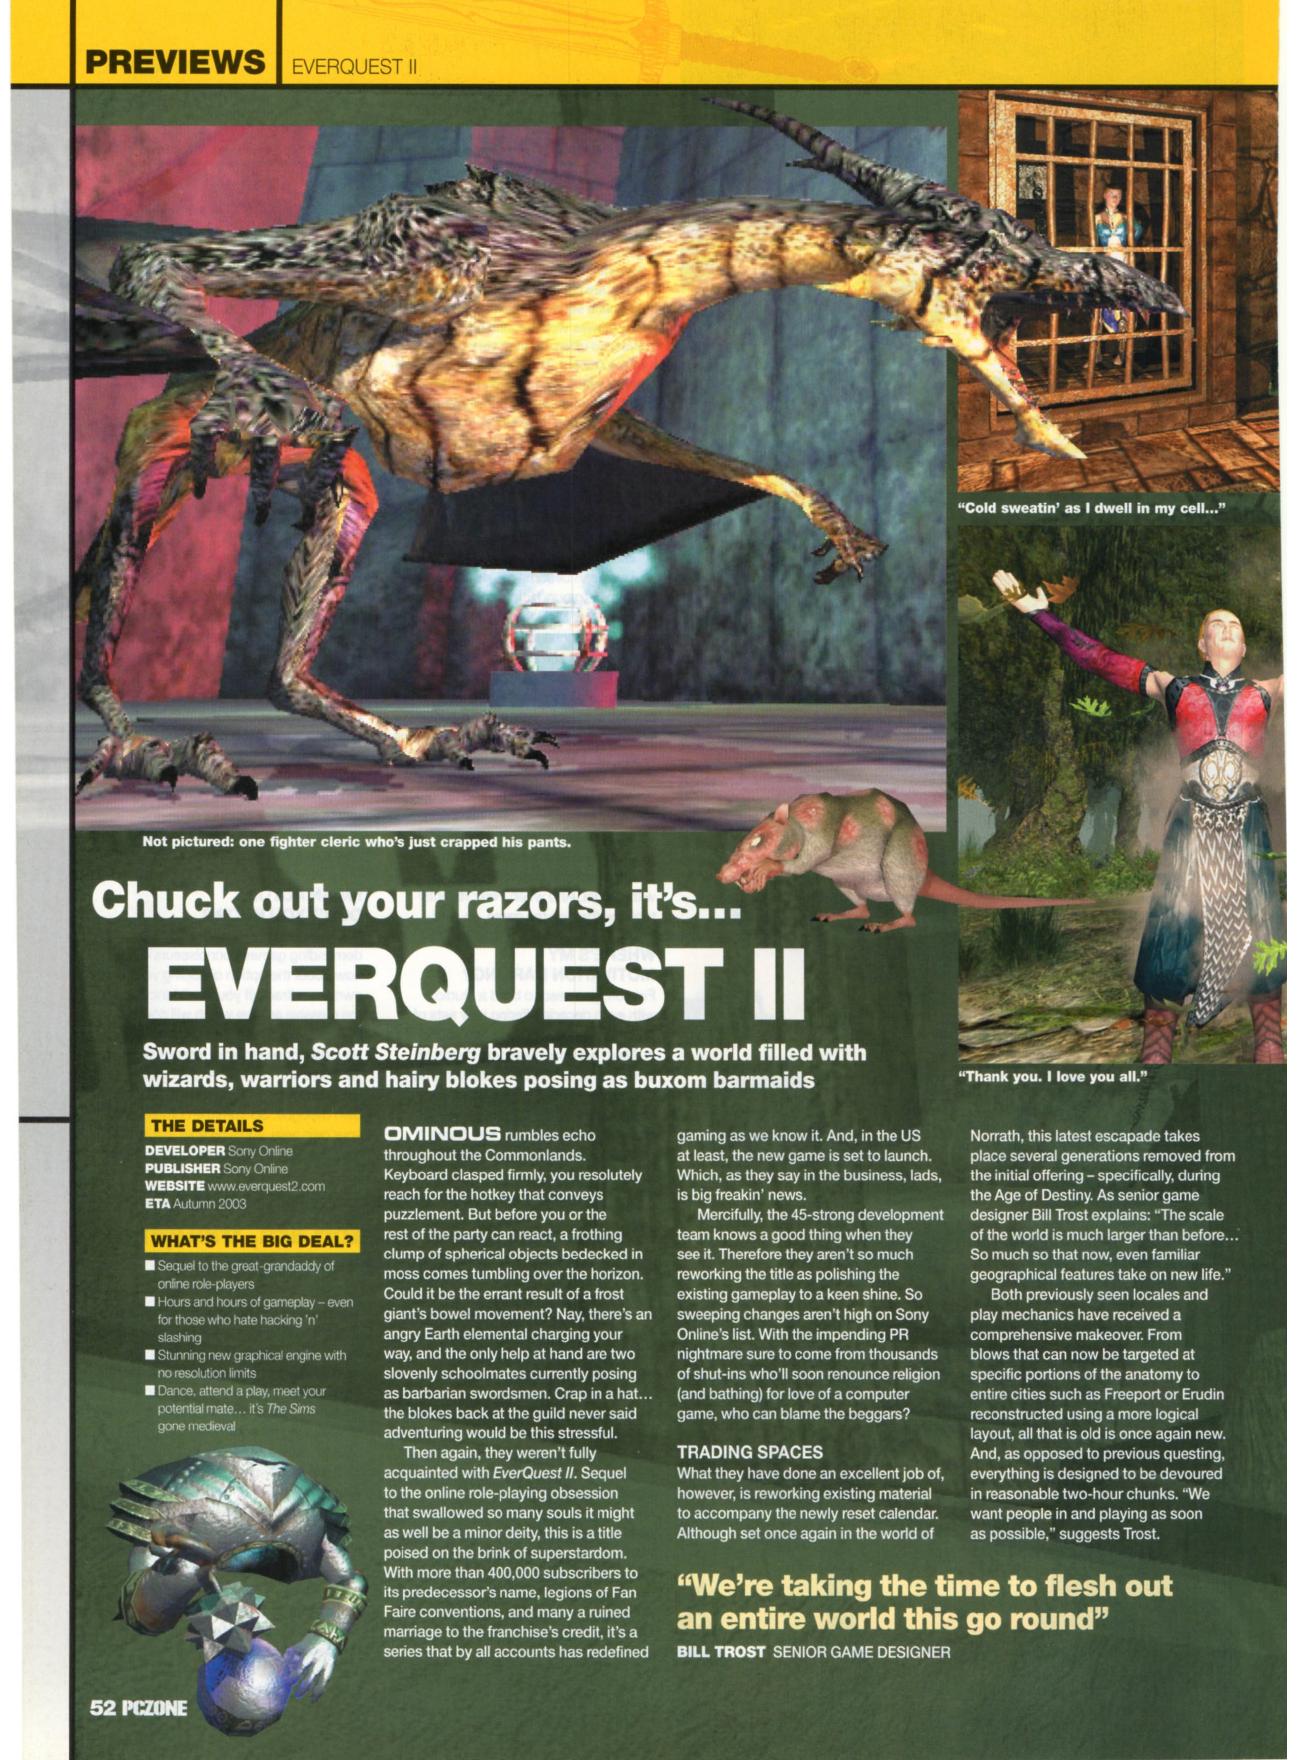 PREVIEWS
EVERQUEST II
"Cold sweatin' as I dwell in my cell..."
Not pictured: one fighter cleric who's just crapped his pants.
"Thank you. I love you all."
Chuck out your razors, it's...
EVERQUEST II
Sword in hand, Scott Steinberg bravely explores a world filled with
wizards, warriors and hairy blokes posing as buxom barmaids
THE DETAILS
DEVELOPER Sony Online
PUBLISHER Sony Online
WEBSITE www.everquest2.com
ETA Autumn 2003
WHAT'S THE BIG DEAL?
■ Sequel to the great-grandaddy of
online role-players
■ Hours and hours of gameplay – even
for those who hate hacking 'n'
slashing
■ Stunning new graphical engine with
no resolution limits
■ Dance, attend a play, meet your
potential mate... it's The Sims
gone medieval
OMINOUS rumbles echo
throughout the Commonlands.
Keyboard clasped firmly, you resolutely
reach for the hotkey that conveys
puzzlement. But before you or the
rest of the party can react, a frothing
clump of spherical objects bedecked in
moss comes tumbling over the horizon.
Could it be the errant result of a frost
giant's bowel movement? Nay, there's an
angry Earth elemental charging your
way, and the only help at hand are two
slovenly schoolmates currently posing
as barbarian swordsmen. Crap in a hat...
the blokes back at the guild never said
adventuring would be this stressful.
Then again, they weren't fully
acquainted with EverQuest II. Sequel
to the online role-playing obsession
that swallowed so many souls it might
as well be a minor deity, this is a title
poised on the brink of superstardom.
With more than 400,000 subscribers to
its predecessor's name, legions of Fan
Faire conventions, and many a ruined
marriage to the franchise's credit, it's a
series that by all accounts has redefined
gaming as we know it. And, in the US
at least, the new game is set to launch.
Which, as they say in the business, lads,
is big freakin' news.
Mercifully, the 45-strong development
team knows a good thing when they
see it. Therefore they aren't so much
reworking the title as polishing the
existing gameplay to a keen shine. So
sweeping changes aren't high on Sony
Online's list. With the impending PR
nightmare sure to come from thousands
of shut-ins who'll soon renounce religion
(and bathing) for love of a computer
game, who can blame the beggars?
TRADING SPACES
What they have done an excellent job of,
however, is reworking existing material
to accompany the newly reset calendar.
Although set once again in the world of
Norrath, this latest escapade takes
place several generations removed from
the initial offering – specifically, during
the Age of Destiny. As senior game
designer Bill Trost explains: "The scale
of the world is much larger than before...
So much so that now, even familiar
geographical features take on new life."
Both previously seen locales and
play mechanics have received a
comprehensive makeover. From
blows that can now be targeted at
specific portions of the anatomy to
entire cities such as Freeport or Erudin
reconstructed using a more logical
layout, all that is old is once again new.
And, as opposed to previous questing,
everything is designed to be devoured
in reasonable two-hour chunks. "We
want people in and playing as soon
as possible," suggests Trost.
"We're taking the time to flesh out
an entire world this go round"
BILL TROST SENIOR GAME DESIGNER
52 PCZONE